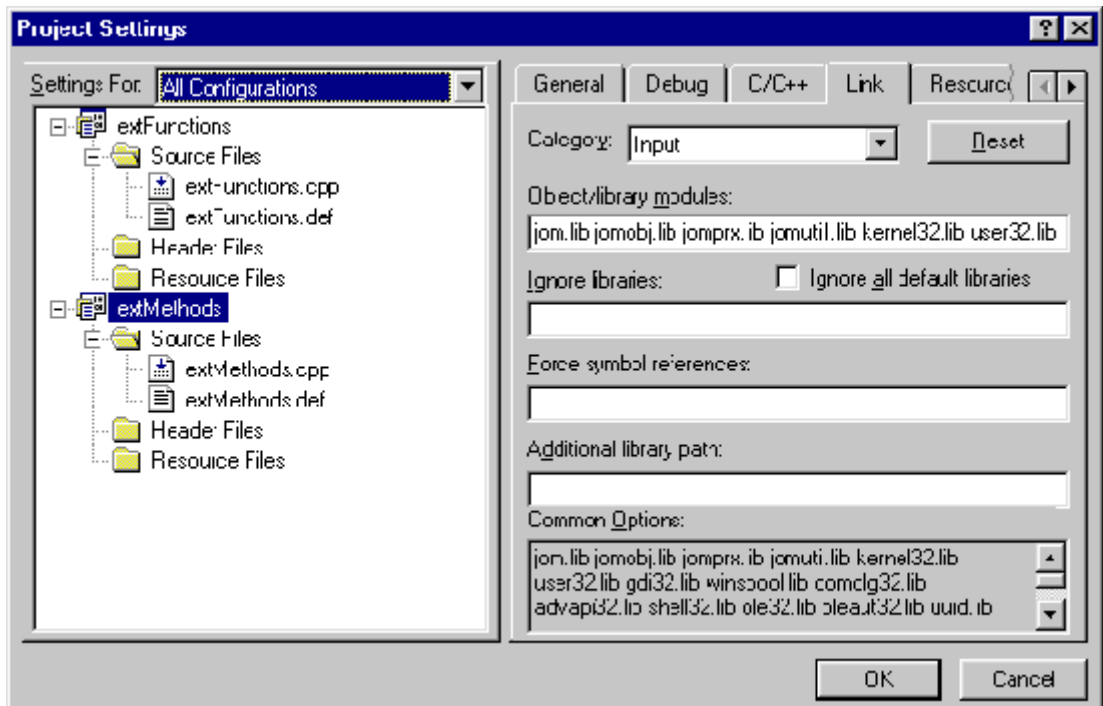 Project Settings
Settings For: All Configurations
extFunctions
Source Files
extFunctions.cpp
extFunctions.def
Header Files
Resource Files
extMethods
Source Files
extMethods.cpp
extMethods.def
Header Files
Resource Files
General Debug C/C++ Link
Category: Input Reset
Object/library modules:
jom.lib jomobj.lib jomprx.lib jomutil.lib kernel32.lib user32.lib
Ignore libraries: Ignore all default libraries
Force symbol references:
Additional library path:
Common Options:
jom.lib jomobj.lib jomprx.lib jomutil.lib kernel32.lib
user32.lib gdi32.lib winspool.lib comdlg32.lib
advapi32.lib shell32.lib ole32.lib oleaut32.lib uuid.lib
OK Cancel